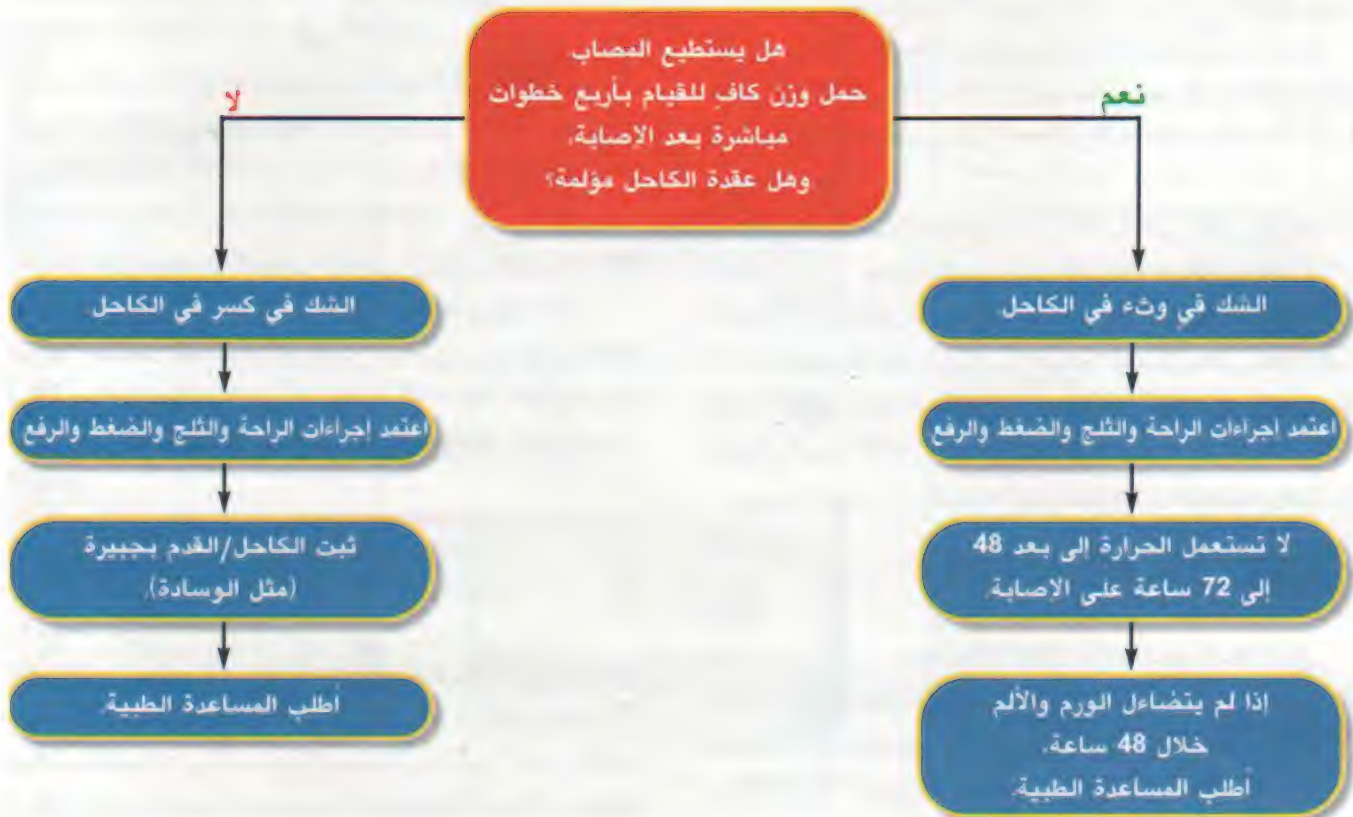 هل يستطيع المصاب
حمل وزن كافٍ للقيام بأربع خطوات
مباشرة بعد الإصابة،
وهل عقدة الكاحل مؤلمة؟
نعم
لا
الشك في وثء في الكاحل.
اعتمد إجراءات الراحة والثلج والضغط والرفع.
لا تستعمل الحرارة إلى بعد 48
إلى 72 ساعة على الإصابة.
إذا لم يتضاءل الورم والألم
خلال 48 ساعة،
أطلب المساعدة الطبية.
الشك في كسر في الكاحل.
اعتمد إجراءات الراحة والثلج والضغط والرفع.
ثبت الكاحل/القدم بجبيرة
(مثل الوسادة).
أطلب المساعدة الطبية.